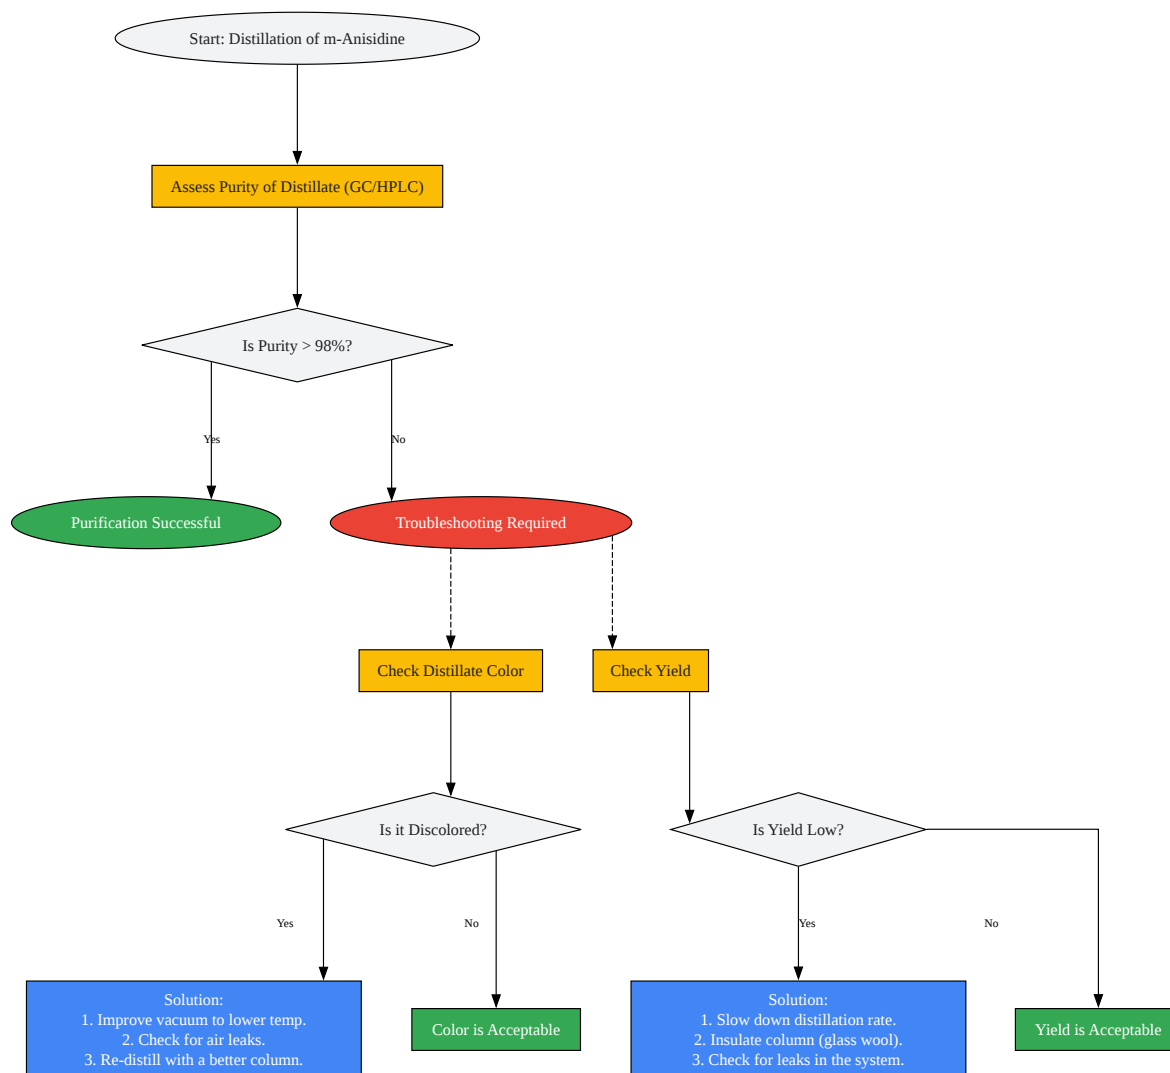 Start: Distillation of m-Anisidine
Assess Purity of Distillate (GC/HPLC)
Is Purity > 98%?
Yes
No
Purification Successful
Troubleshooting Required
Check Distillate Color
Check Yield
Is it Discolored?
Is Yield Low?
Yes
No
Yes
No
Solution:
1. Improve vacuum to lower temp.
2. Check for air leaks.
3. Re-distill with a better column.
Color is Acceptable
Solution:
1. Slow down distillation rate.
2. Insulate column (glass wool).
3. Check for leaks in the system.
Yield is Acceptable